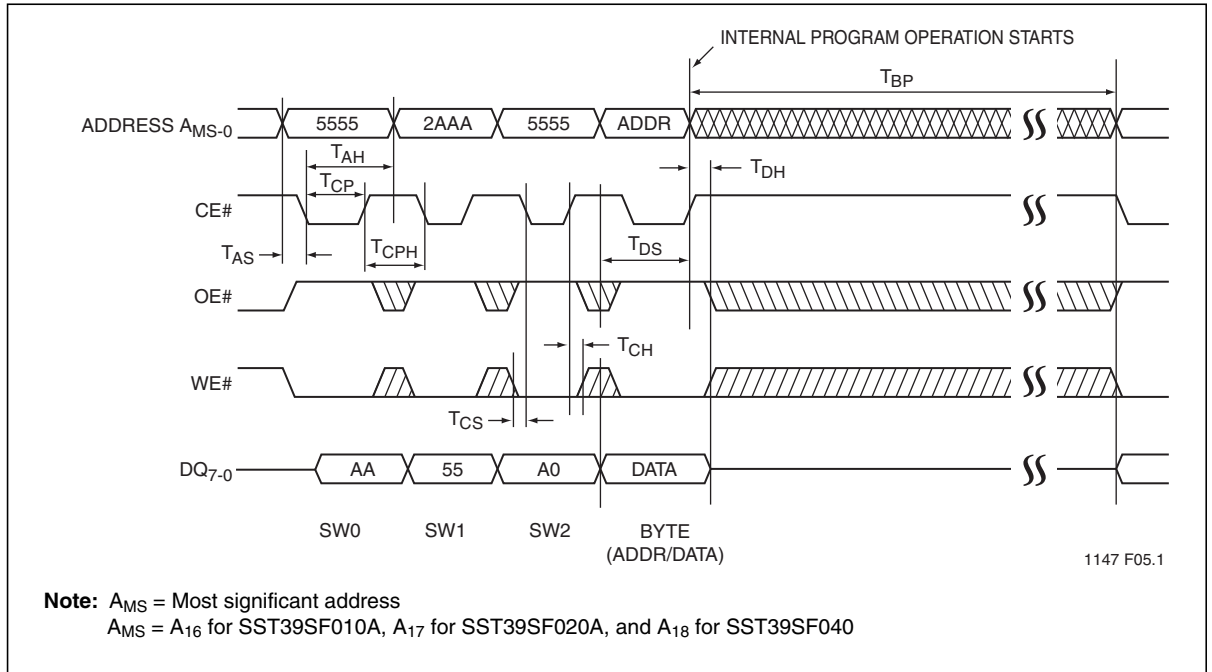 INTERNAL PROGRAM OPERATION STARTS
TBP
ADDRESS AMS-0
5555 2AAA 5555 ADDR
TAH
TDH
TCP
CE#
TAS
TCPH
TDS
OE#
TCH
WE#
TCS
DQ7-0
AA 55 A0 DATA
SW0 SW1 SW2 BYTE
(ADDR/DATA)
1147 F05.1
Note: AMS = Most significant address
AMS = A16 for SST39SF010A, A17 for SST39SF020A, and A18 for SST39SF040